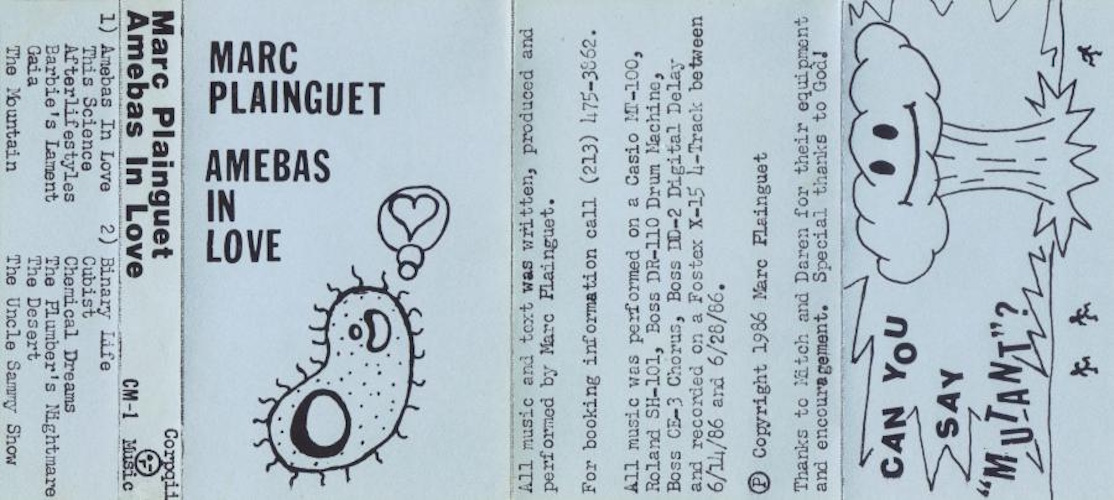 1) Amebas In Love
This Science
Afterlifestyles
Barbie's Lament
Gaia
The Mountain
2) Binary Life
Cubist
Chemical Dreams
The Plumber's Nightmare
The Desert
The Uncle Sammy Show
Marc Plainguet
Amebas In Love
CM-1
Music
MARC
PLAINGUET
AMEBAS
IN
LOVE
All music and text was written, produced and
performed by Marc Plainguet.
For booking information call (213) 475-3862.
All music was performed on a Casio MT-100,
Roland SH-101, Boss DR-110 Drum Machine,
Boss CE-3 Chorus, Boss DD-2 Digital Delay
and recorded on a Fostex X-15 4-Track between
6/14/86 and 6/28/86.
Ⓟ Copyright 1986 Marc Plainguet
Thanks to Mitch and Daren for their equipment
and encouragement. Special thanks to God!
CAN YOU
SAY
"MUTANT"?